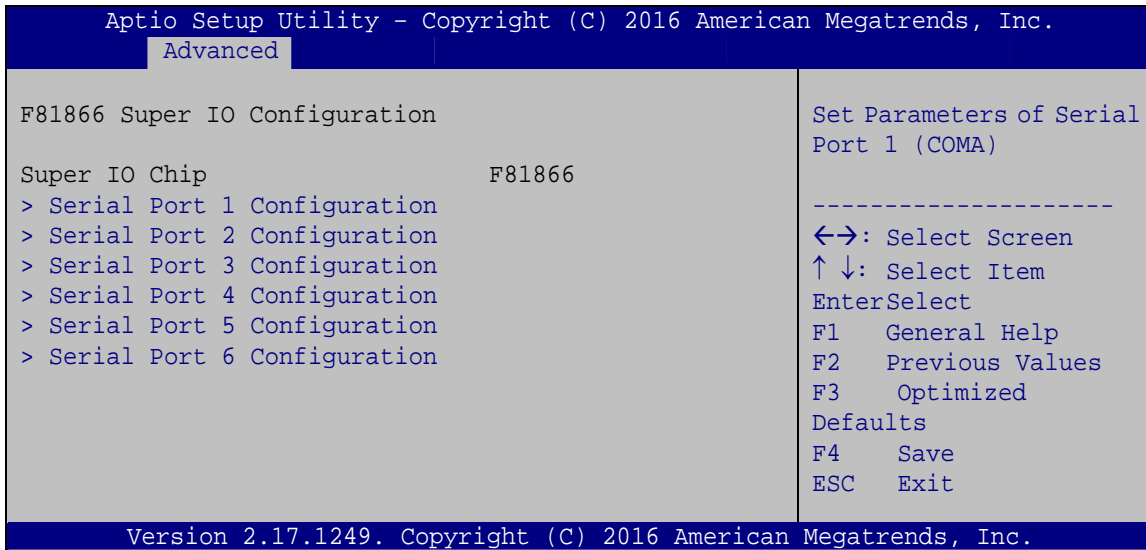 Aptio Setup Utility – Copyright (C) 2016 American Megatrends, Inc.
Advanced
F81866 Super IO Configuration
Super IO Chip F81866
> Serial Port 1 Configuration
> Serial Port 2 Configuration
> Serial Port 3 Configuration
> Serial Port 4 Configuration
> Serial Port 5 Configuration
> Serial Port 6 Configuration
Set Parameters of Serial
Port 1 (COMA)
---------------------
←→: Select Screen
↑ ↓: Select Item
EnterSelect
F1 General Help
F2 Previous Values
F3 Optimized
Defaults
F4 Save
ESC Exit
Version 2.17.1249. Copyright (C) 2016 American Megatrends, Inc.